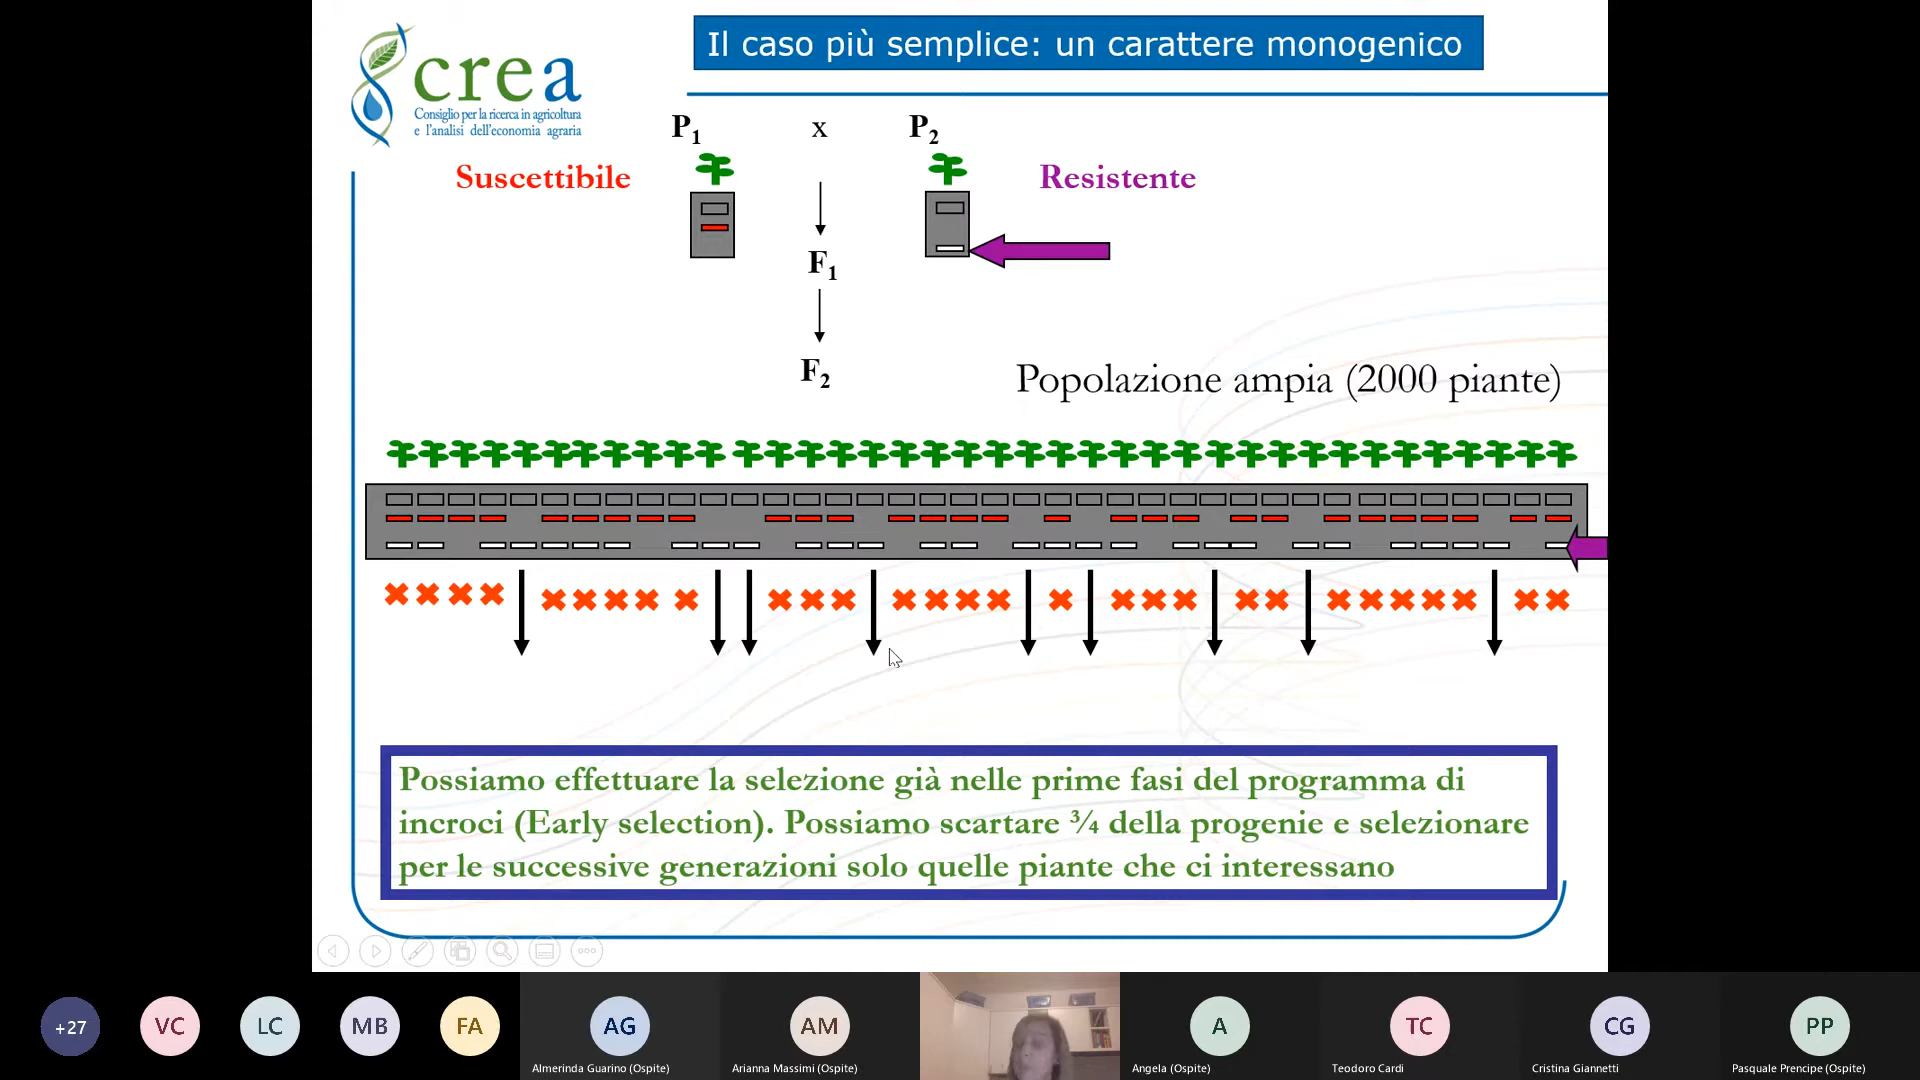 Il caso più semplice: un carattere monogenico
crea
Consiglio per la ricerca in agricoltura
e l'analisi dell'economia agraria
P1 x P2
Suscettibile
Resistente
F1
F2
Popolazione ampia (2000 piante)
Possiamo effettuare la selezione già nelle prime fasi del programma di
incroci (Early selection). Possiamo scartare ¾ della progenie e selezionare
per le successive generazioni solo quelle piante che ci interessano
+27
VC
LC
MB
FA
AG
Almerinda Guarino (Ospite)
AM
Arianna Massimi (Ospite)
A
Angela (Ospite)
TC
Teodoro Cardi
CG
Cristina Giannetti
PP
Pasquale Prencipe (Ospite)